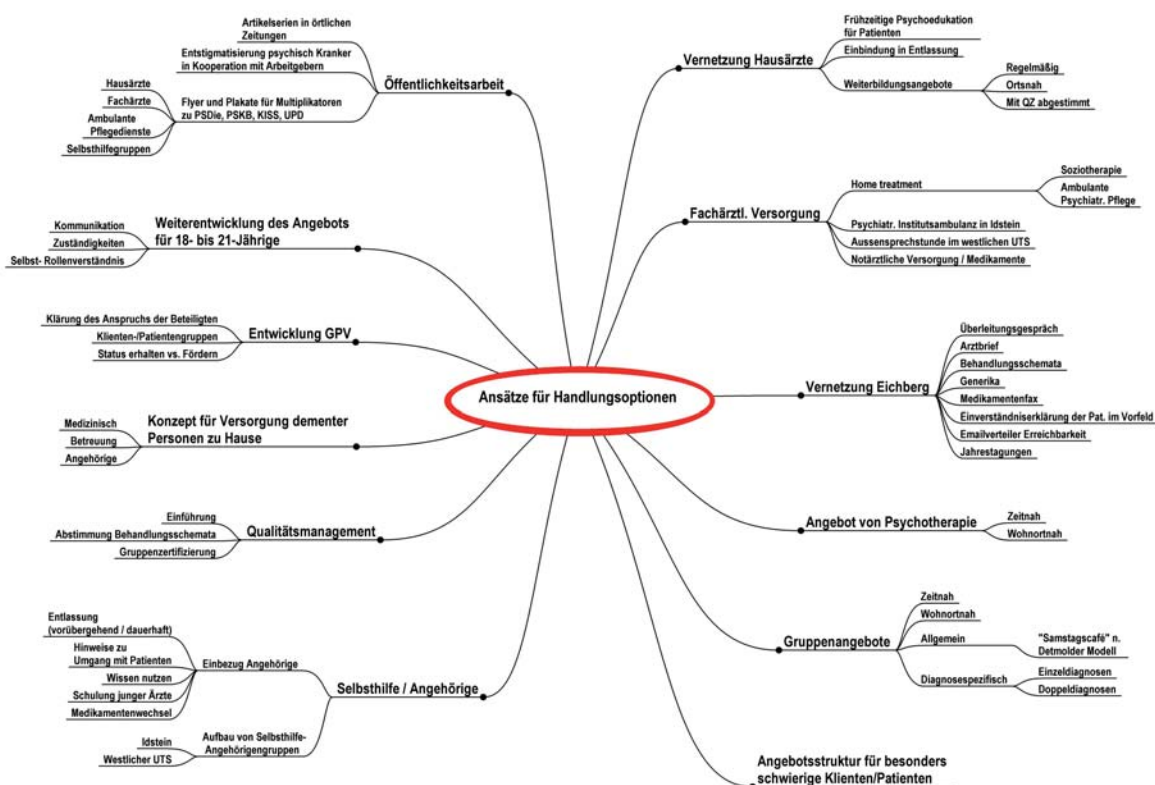 Ansätze für Handlungsoptionen
Öffentlichkeitsarbeit
Artikelserien in örtlichen
Zeitungen
Entstigmatisierung psychisch Kranker
in Kooperation mit Arbeitgebern
Flyer und Plakate für Multiplikatoren
zu PSDie, PSKB, KISS, UPD
Hausärzte
Fachärzte
Ambulante
Pflegedienste
Selbsthilfegruppen
Weiterentwicklung des Angebots
für 18- bis 21-Jährige
Kommunikation
Zuständigkeiten
Selbst- Rollenverständnis
Entwicklung GPV
Klärung des Anspruchs der Beteiligten
Klienten-/Patientengruppen
Status erhalten vs. Fördern
Konzept für Versorgung dementer
Personen zu Hause
Medizinisch
Betreuung
Angehörige
Qualitätsmanagement
Einführung
Abstimmung Behandlungsschemata
Gruppenzertifizierung
Selbsthilfe / Angehörige
Einbezug Angehörige
Entlassung
(vorübergehend / dauerhaft)
Hinweise zu
Umgang mit Patienten
Wissen nutzen
Schulung junger Ärzte
Medikamentenwechsel
Aufbau von Selbsthilfe-
Angehörigengruppen
Idstein
Westlicher UTS
Vernetzung Hausärzte
Frühzeitige Psychoedukation
für Patienten
Einbindung in Entlassung
Weiterbildungsangebote
Regelmäßig
Ortsnah
Mit QZ abgestimmt
Fachärztl. Versorgung
Home treatment
Soziotherapie
Ambulante
Psychiatr. Pflege
Psychiatr. Institutsambulanz in Idstein
Aussensprechstunde im westlichen UTS
Notärztliche Versorgung / Medikamente
Vernetzung Eichberg
Überleitungsgespräch
Arztbrief
Behandlungsschemata
Generika
Medikamentenfax
Einverständniserklärung der Pat. im Vorfeld
Emailverteiler Erreichbarkeit
Jahrestagungen
Angebot von Psychotherapie
Zeitnah
Wohnortnah
Gruppenangebote
Zeitnah
Wohnortnah
Allgemein
"Samstagscafé" n.
Detmolder Modell
Diagnosespezifisch
Einzeldiagnosen
Doppeldiagnosen
Angebotsstruktur für besonders
schwierige Klienten/Patienten